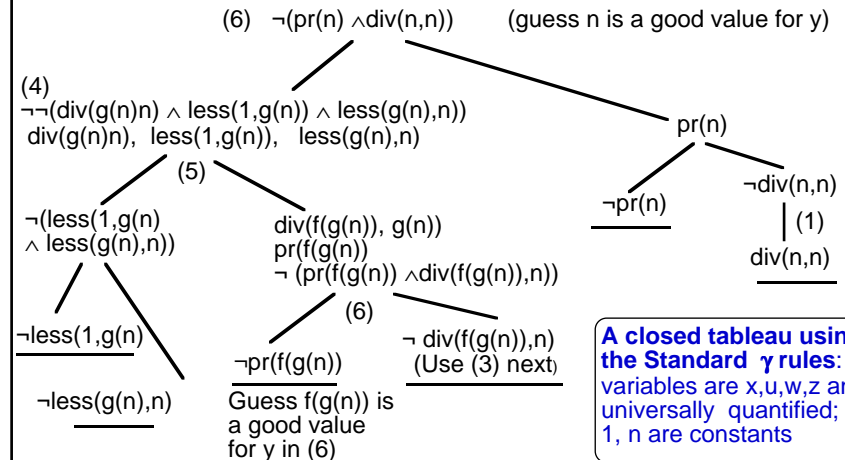 (6) ¬(pr(n) ∧div(n,n)) (guess n is a good value for y)
(4)
¬¬(div(g(n)n) ∧ less(1,g(n)) ∧ less(g(n),n))
div(g(n)n), less(1,g(n)), less(g(n),n)
pr(n)
(5)
¬pr(n)
¬div(n,n)
(1)
div(n,n)
¬(less(1,g(n)
∧ less(g(n),n))
div(f(g(n)), g(n))
pr(f(g(n))
¬ (pr(f(g(n)) ∧div(f(g(n)),n))
(6)
¬less(1,g(n)
¬less(g(n),n)
¬pr(f(g(n))
Guess f(g(n)) is
a good value
for y in (6)
¬ div(f(g(n)),n)
(Use (3) next)
A closed tableau usin
the Standard γ rules:
variables are x,u,w,z an
universally quantified;
1, n are constants